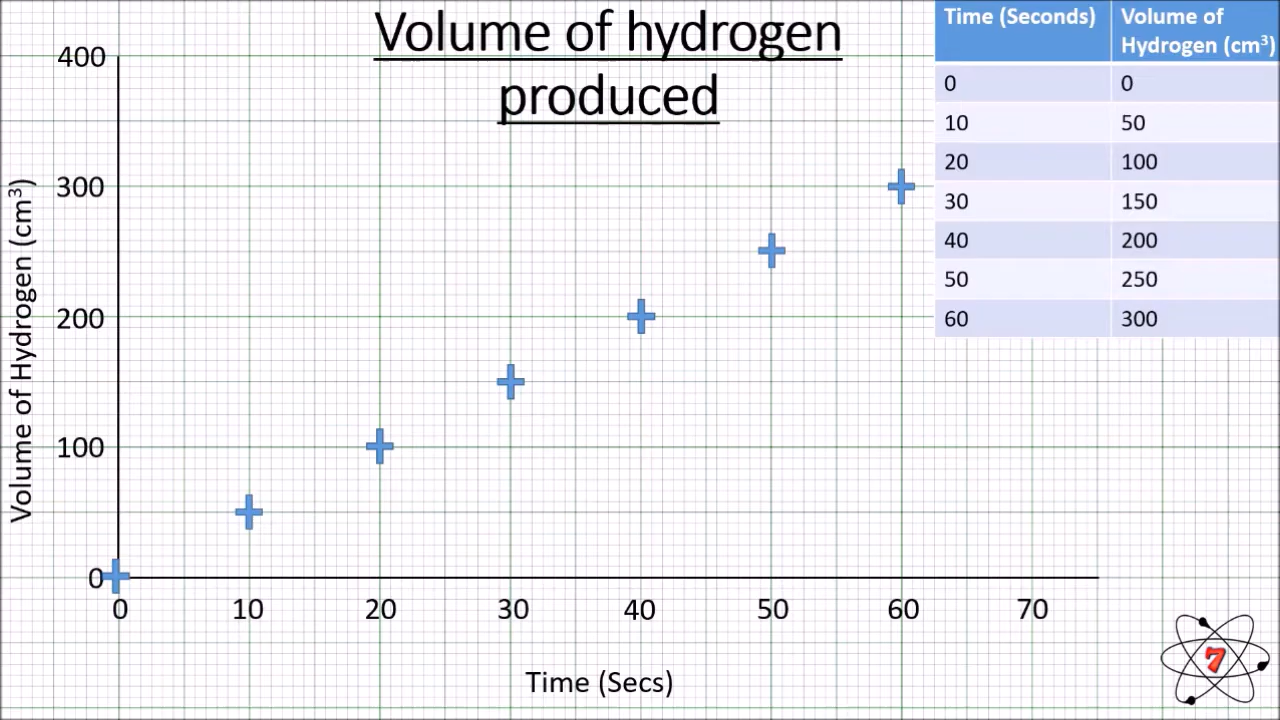 Volume of hydrogen
produced
Time (Seconds) Volume of
Hydrogen (cm³)
0 0
10 50
20 100
30 150
40 200
50 250
60 300
Volume of Hydrogen (cm³)
400
300
200
100
0
0 10 20 30 40 50 60 70
Time (Secs)
7